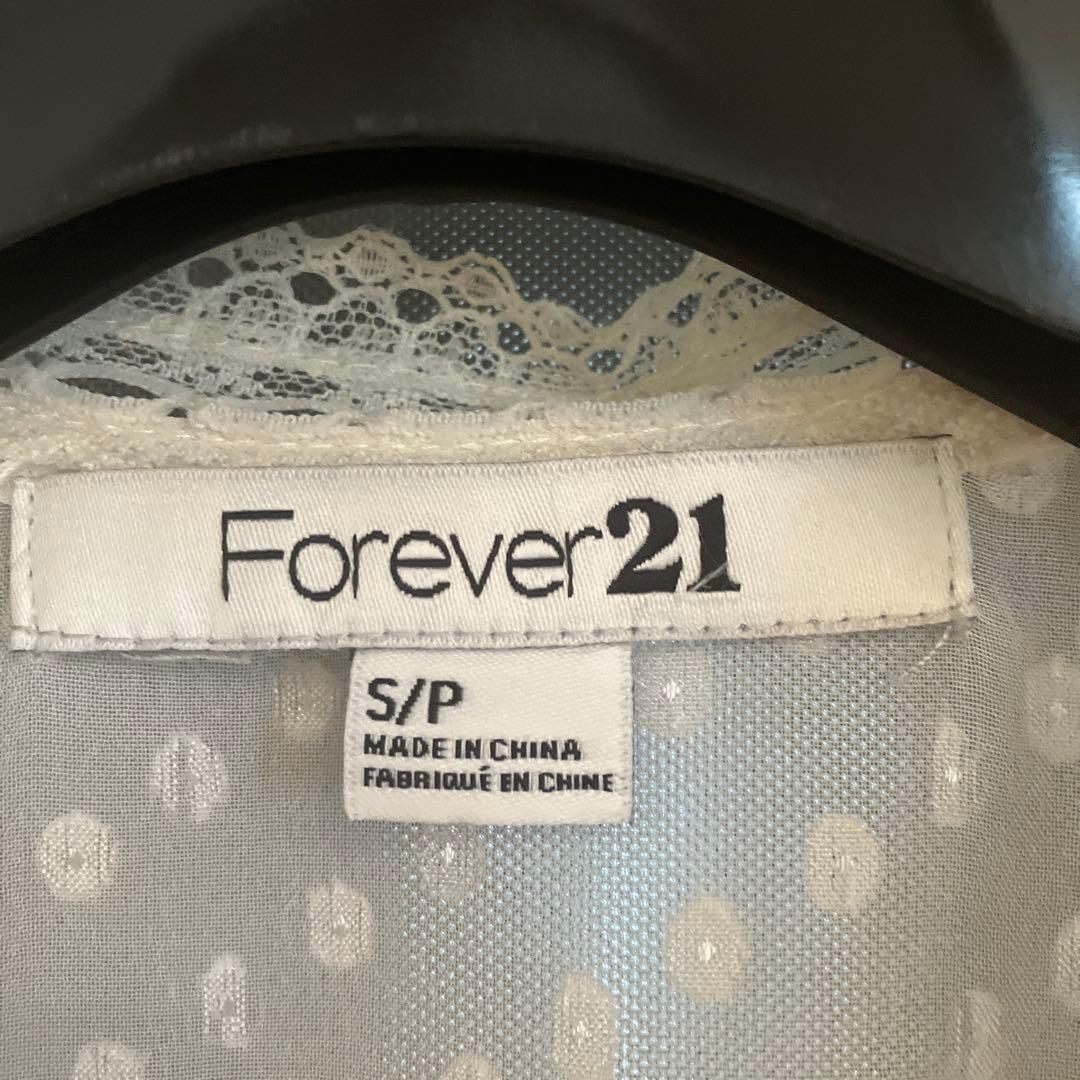 Forever21
S/P
MADE IN CHINA
FABRIQUÉ EN CHINE